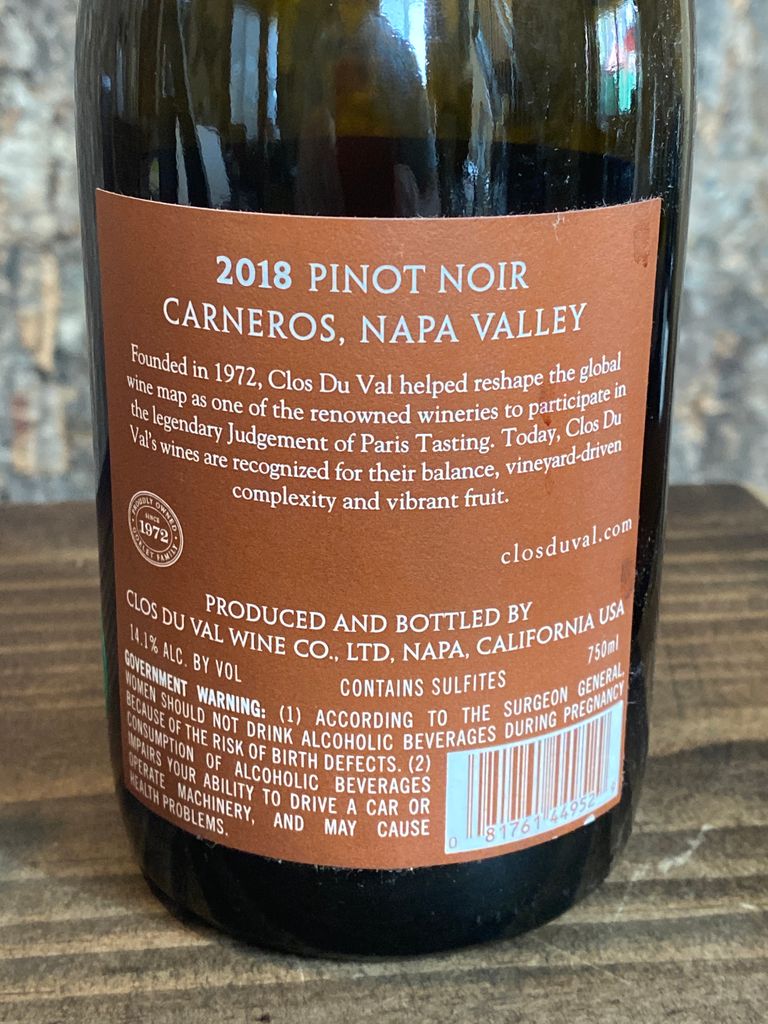 2018 PINOT NOIR
CARNEROS, NAPA VALLEY
Founded in 1972, Clos Du Val helped reshape the global
wine map as one of the renowned wineries to participate in
the legendary Judgement of Paris Tasting. Today, Clos Du
Val's wines are recognized for their balance, vineyard-driven
complexity and vibrant fruit.
PROUDLY OWNED
SINCE
1972
GOELET FAMILY
closduval.com
PRODUCED AND BOTTLED BY
CLOS DU VAL WINE CO., LTD, NAPA, CALIFORNIA USA
14.1% ALC. BY VOL
CONTAINS SULFITES
750ml
GOVERNMENT WARNING: (1) ACCORDING TO THE SURGEON GENERAL,
WOMEN SHOULD NOT DRINK ALCOHOLIC BEVERAGES DURING PREGNANCY
BECAUSE OF THE RISK OF BIRTH DEFECTS. (2)
CONSUMPTION OF ALCOHOLIC BEVERAGES
IMPAIRS YOUR ABILITY TO DRIVE A CAR OR
OPERATE MACHINERY, AND MAY CAUSE
HEALTH PROBLEMS.
0 81761 44952 9